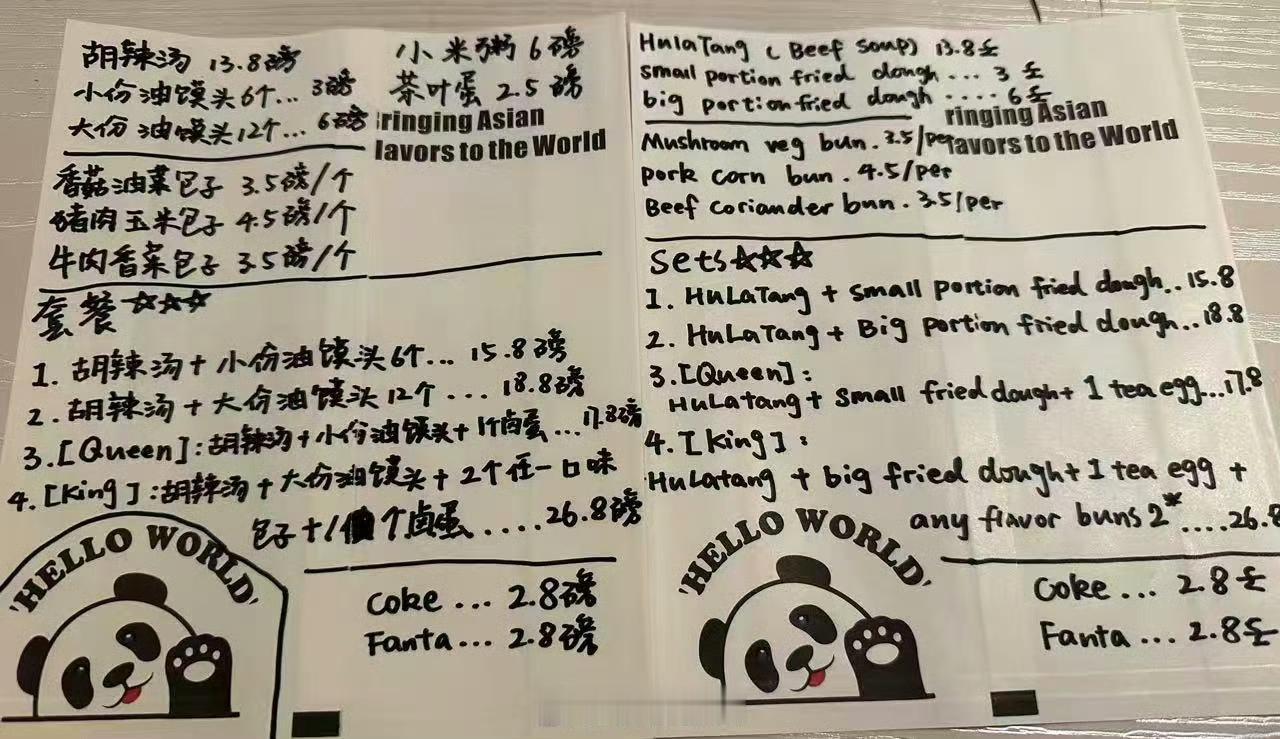 胡辣汤 13.8磅
小份油馍头6个... 3磅
大份油馍头12个... 6磅
小米粥 6磅
茶叶蛋 2.5磅
ringing Asian
lavors to the World
香菇油菜包子 3.5磅/个
猪肉玉米包子 4.5磅/个
牛肉香菜包子 3.5磅/个
套餐☆☆☆
1. 胡辣汤+小份油馍头6个... 15.8磅
2. 胡辣汤+大份油馍头12个... 18.8磅
3.[Queen]:胡辣汤+小份油馍头+1个卤蛋...17.8磅
4.[King]:胡辣汤+大份油馍头+2个任一口味
包子+1个卤蛋.....26.8磅
'HELLO WORLD'
Coke ... 2.8磅
Fanta ... 2.8磅
HulaTang (Beef soup) 13.8£
small portion fried dough ... 3£
big portion fried dough .... 6£
ringing Asian
lavors to the World
Mushroom veg bun. 3.5/per
pork corn bun. 4.5/per
Beef coriander bun. 3.5/per
Sets☆☆☆
1. HuLaTang + small portion fried dough..15.8
2. HuLaTang + Big portion fried dough..18.8
3.[Queen]:
HuLatang + small fried dough + 1 tea egg...17.8
4.[King]:
HuLatang + big fried dough + 1 tea egg +
any flavor buns 2*....26.8
'HELLO WORLD'
Coke ... 2.8£
Fanta ... 2.8£